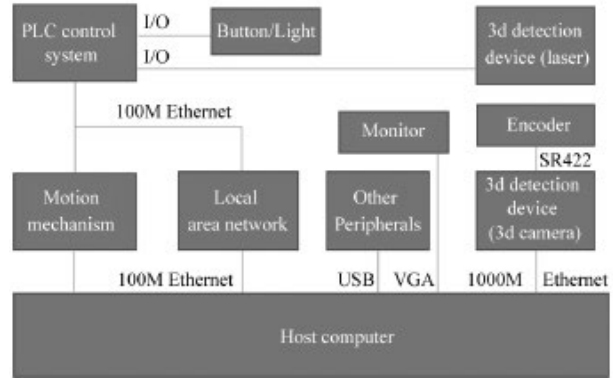 PLC control
system
I/O
Button/Light
I/O
3d detection
device (laser)
100M Ethernet
Monitor
Encoder
SR422
Motion
mechanism
Local
area network
Other
Peripherals
3d detection
device
(3d camera)
100M Ethernet
USB
VGA
1000M
Ethernet
Host computer